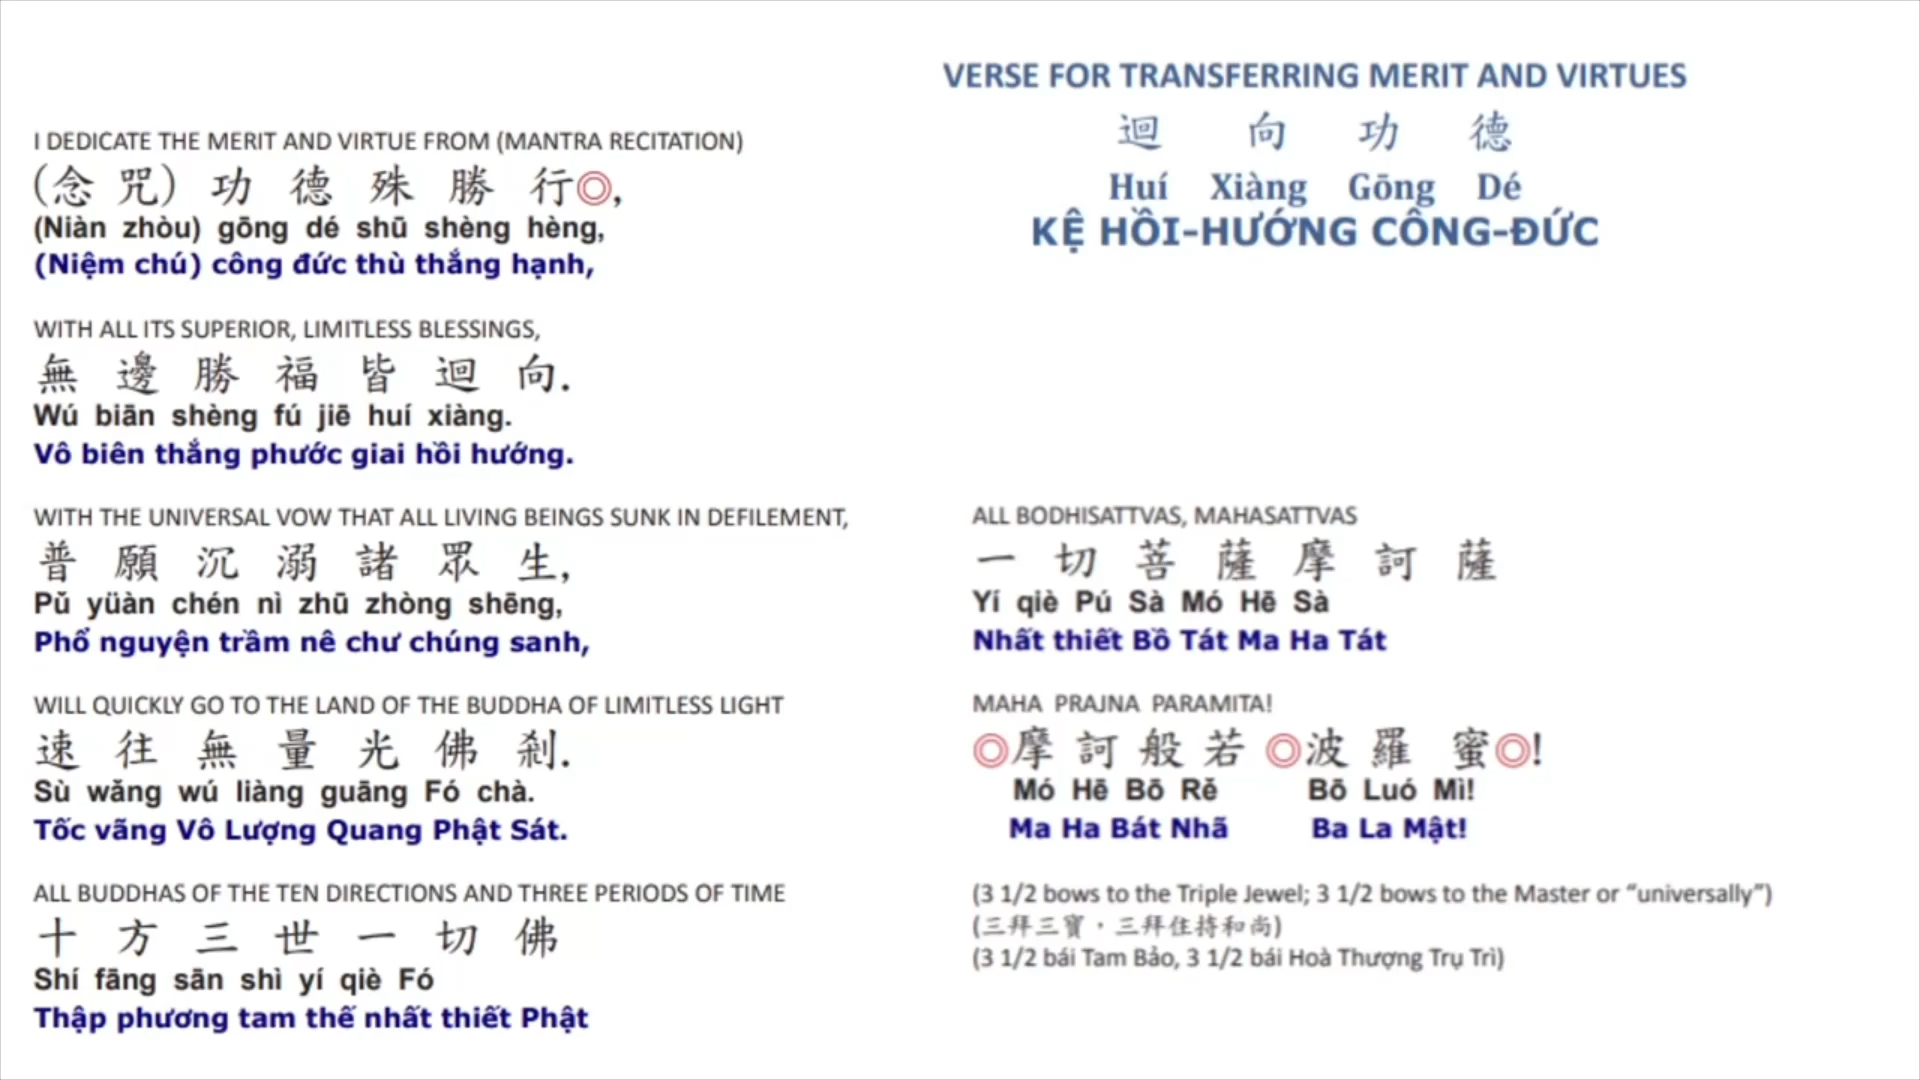 VERSE FOR TRANSFERRING MERIT AND VIRTUES
迴 向 功 德
Huí Xiàng Gōng Dé
KỆ HỒI-HƯỚNG CÔNG-ĐỨC
I DEDICATE THE MERIT AND VIRTUE FROM (MANTRA RECITATION)
(念 咒) 功 德 殊 勝 行◎,
(Niàn zhòu) gōng dé shū shèng hèng,
(Niệm chú) công đức thù thắng hạnh,
WITH ALL ITS SUPERIOR, LIMITLESS BLESSINGS,
無 邊 勝 福 皆 迴 向.
Wú biān shèng fú jiē huí xiàng.
Vô biên thắng phước giai hồi hướng.
WITH THE UNIVERSAL VOW THAT ALL LIVING BEINGS SUNK IN DEFILEMENT,
普 願 沉 溺 諸 眾 生,
Pǔ yüàn chén nì zhū zhòng shēng,
Phổ nguyện trầm nê chư chúng sanh,
WILL QUICKLY GO TO THE LAND OF THE BUDDHA OF LIMITLESS LIGHT
速 往 無 量 光 佛 剎.
Sù wǎng wú liàng guāng Fó chà.
Tốc vãng Vô Lượng Quang Phật Sát.
ALL BUDDHAS OF THE TEN DIRECTIONS AND THREE PERIODS OF TIME
十 方 三 世 一 切 佛
Shí fāng sān shì yí qiè Fó
Thập phương tam thế nhất thiết Phật
ALL BODHISATTVAS, MAHASATTVAS
一 切 菩 薩 摩 訶 薩
Yí qiè Pú Sà Mó Hē Sà
Nhất thiết Bồ Tát Ma Ha Tát
MAHA PRAJNA PARAMITA!
◎摩 訶 般 若 ◎波 羅 蜜◎!
Mó Hē Bō Rě Bō Luó Mì!
Ma Ha Bát Nhã Ba La Mật!
(3 1/2 bows to the Triple Jewel; 3 1/2 bows to the Master or “universally”)
(三拜三寶，三拜住持和尚)
(3 1/2 bái Tam Bảo, 3 1/2 bái Hoà Thượng Trụ Trì)